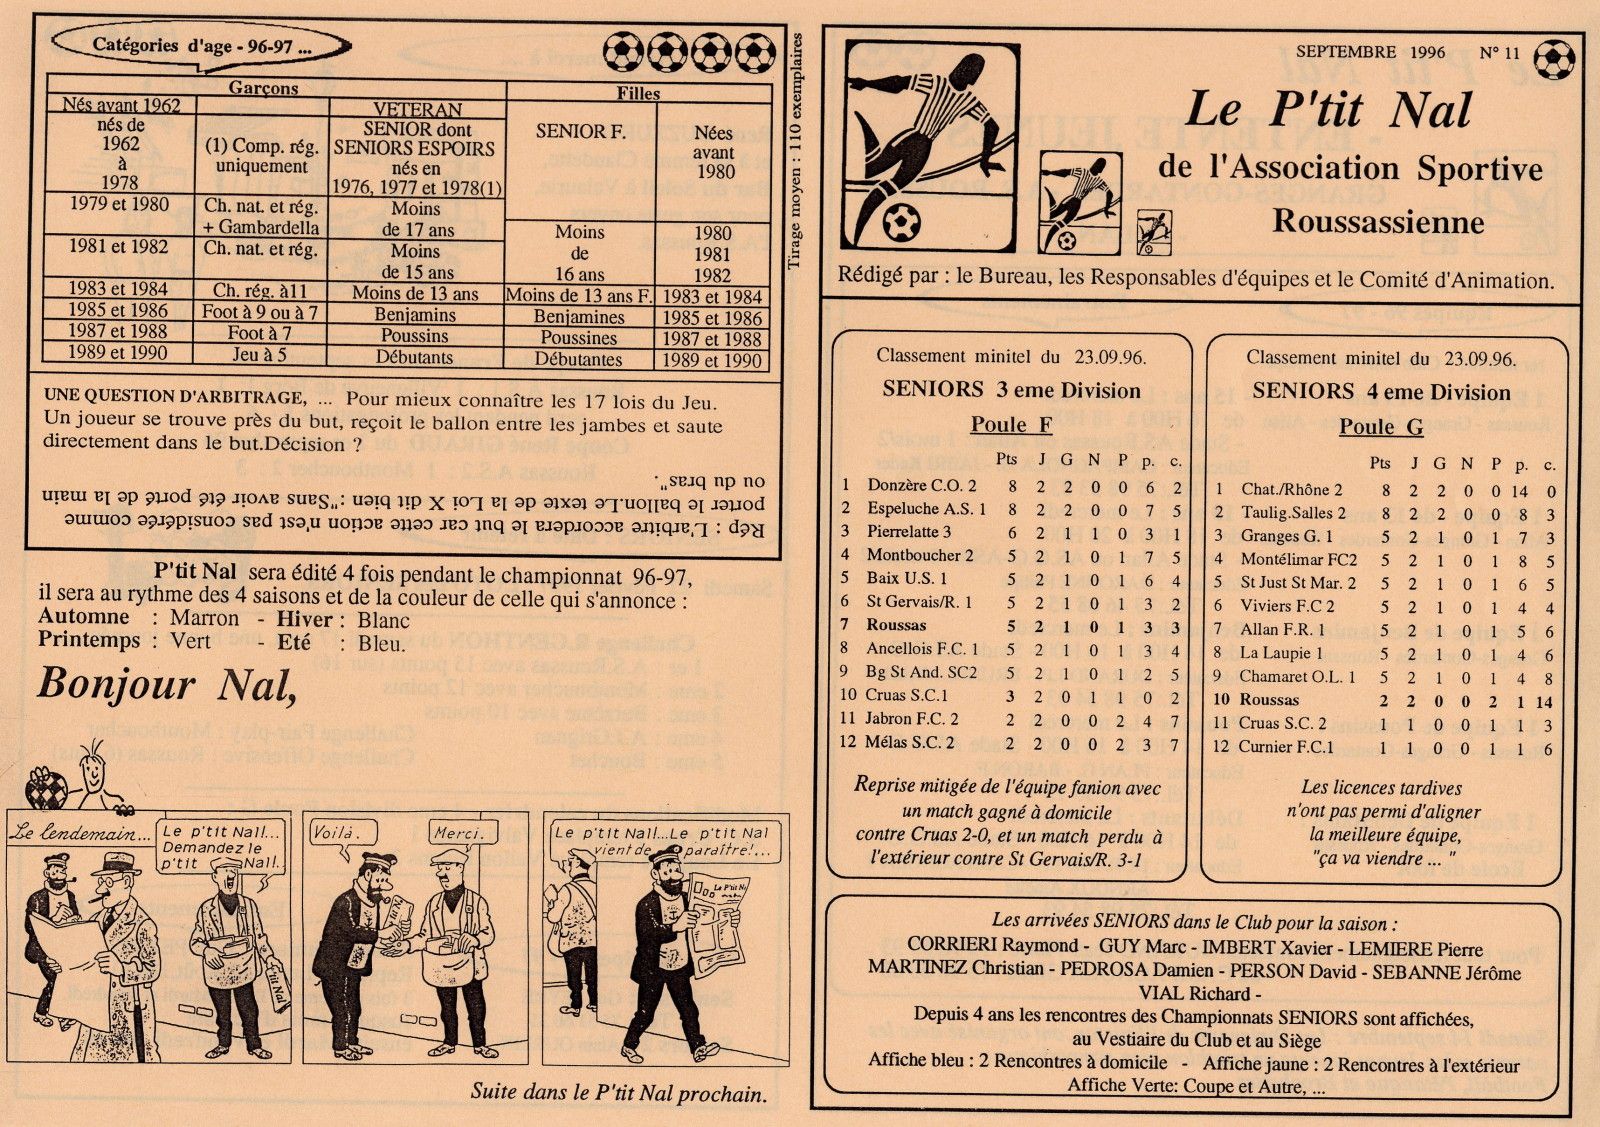 Catégories d'age - 96-97 ...
Garçons Filles
Nés avant 1962 VETERAN
nés de 1962 à 1978 (1) Comp. rég. uniquement SENIOR dont SENIORS ESPOIRS nés en 1976, 1977 et 1978(1) SENIOR F. Nées avant 1980
1979 et 1980 Ch. nat. et rég. + Gambardella Moins de 17 ans
1981 et 1982 Ch. nat. et rég. Moins de 15 ans Moins de 16 ans 1980 1981 1982
1983 et 1984 Ch. rég. à11 Moins de 13 ans Moins de 13 ans F. 1983 et 1984
1985 et 1986 Foot à 9 ou à 7 Benjamins Benjamines 1985 et 1986
1987 et 1988 Foot à 7 Poussins Poussines 1987 et 1988
1989 et 1990 Jeu à 5 Débutants Débutantes 1989 et 1990
Tirage moyen : 110 exemplaires
UNE QUESTION D'ARBITRAGE, ... Pour mieux connaître les 17 lois du Jeu.
Un joueur se trouve près du but, reçoit le ballon entre les jambes et saute
directement dans le but.Décision ?
Rép : L'arbitre accordera le but car cette action n'est pas considérée comme
porter le ballon.Le texte de la Loi X dit bien :"Sans avoir été porté de la main
ou du bras".
P'tit Nal sera édité 4 fois pendant le championnat 96-97,
il sera au rythme des 4 saisons et de la couleur de celle qui s'annonce :
Automne : Marron - Hiver : Blanc
Printemps : Vert - Eté : Bleu.
Bonjour Nal,
Le lendemain...
Le p'tit Nal!...
Demandez le
p'tit Nal!..
P'tit Nal
Voilà.
Merci.
P'tit Nal
Le p'tit Nal!...Le p'tit Nal
vient de paraître!...
Le P'tit Nal
Suite dans le P'tit Nal prochain.
SEPTEMBRE 1996 N° 11
Le P'tit Nal
de l'Association Sportive
Roussassienne
Rédigé par : le Bureau, les Responsables d'équipes et le Comité d'Animation.
Classement minitel du 23.09.96.
SENIORS 3 eme Division
Poule F
Pts J G N P p. c.
1 Donzère C.O. 2 8 2 2 0 0 6 2
2 Espeluche A.S. 1 8 2 2 0 0 7 5
3 Pierrelatte 3 6 2 1 1 0 3 1
4 Montboucher 2 5 2 1 0 1 7 5
5 Baix U.S. 1 5 2 1 0 1 6 4
6 St Gervais/R. 1 5 2 1 0 1 3 2
7 Roussas 5 2 1 0 1 3 3
8 Ancellois F.C. 1 5 2 1 0 1 3 4
9 Bg St And. SC2 5 2 1 0 1 2 5
10 Cruas S.C.1 3 2 0 1 1 0 2
11 Jabron F.C. 2 2 2 0 0 2 4 7
12 Mélas S.C. 2 2 2 0 0 2 3 7
Reprise mitigée de l'équipe fanion avec
un match gagné à domicile
contre Cruas 2-0, et un match perdu à
l'extérieur contre St Gervais/R. 3-1
Classement minitel du 23.09.96.
SENIORS 4 eme Division
Poule G
Pts J G N P p. c.
1 Chat./Rhône 2 8 2 2 0 0 14 0
2 Taulig.Salles 2 8 2 2 0 0 8 3
3 Granges G. 1 5 2 1 0 1 7 3
4 Montélimar FC2 5 2 1 0 1 8 5
5 St Just St Mar. 2 5 2 1 0 1 6 5
6 Viviers F.C 2 5 2 1 0 1 4 4
7 Allan F.R. 1 5 2 1 0 1 5 6
8 La Laupie 1 5 2 1 0 1 4 6
9 Chamaret O.L. 1 5 2 1 0 1 4 8
10 Roussas 2 2 0 0 2 1 14
11 Cruas S.C. 2 1 1 0 0 1 1 3
12 Curnier F.C.1 1 1 0 0 1 1 6
Les licences tardives
n'ont pas permi d'aligner
la meilleure équipe,
"ça va viendre ... "
Les arrivées SENIORS dans le Club pour la saison :
CORRIERI Raymond - GUY Marc - IMBERT Xavier - LEMIERE Pierre
MARTINEZ Christian - PEDROSA Damien - PERSON David - SEBANNE Jérôme
VIAL Richard -
Depuis 4 ans les rencontres des Championnats SENIORS sont affichées,
au Vestiaire du Club et au Siège
Affiche bleu : 2 Rencontres à domicile - Affiche jaune : 2 Rencontres à l'extérieur
Affiche Verte: Coupe et Autre, ...